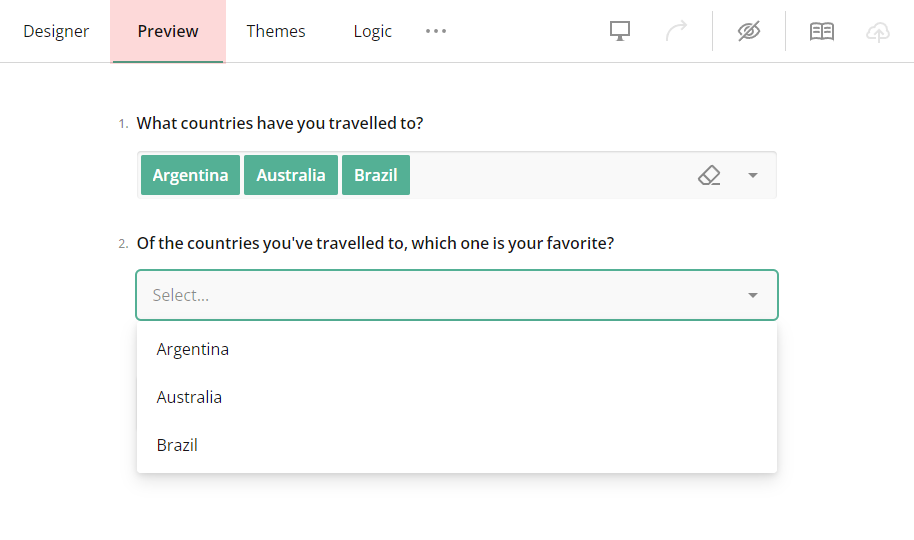 Designer Preview Themes Logic
1. What countries have you travelled to?
Argentina Australia Brazil
2. Of the countries you've travelled to, which one is your favorite?
Select...
Argentina
Australia
Brazil